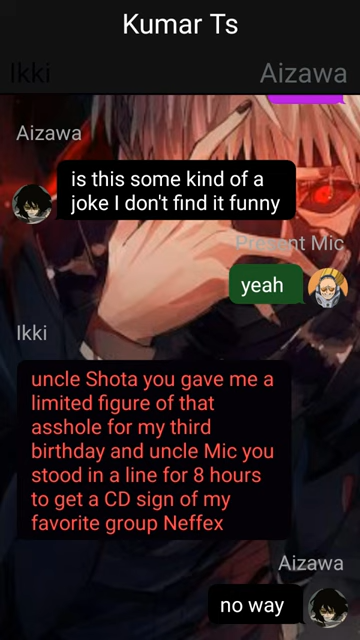 Kumar Ts
Ikki
Aizawa
Aizawa
is this some kind of a
joke I don't find it funny
Present Mic
yeah
Ikki
uncle Shota you gave me a
limited figure of that
asshole for my third
birthday and uncle Mic you
stood in a line for 8 hours
to get a CD sign of my
favorite group Neffex
Aizawa
no way